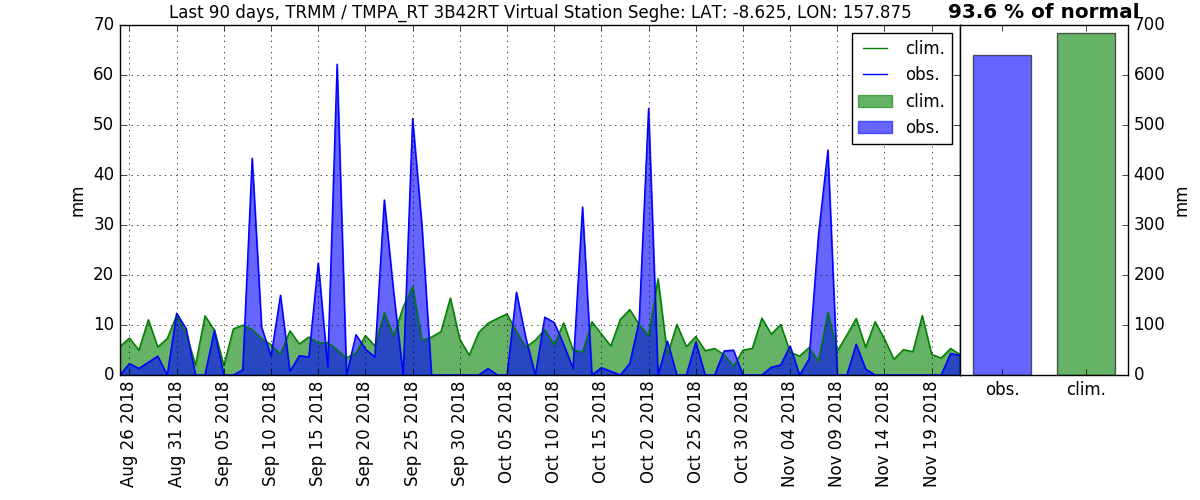 Last 90 days, TRMM / TMPA_RT 3B42RT Virtual Station Seghe: LAT: -8.625, LON: 157.875
93.6 % of normal
70
60
50
40
30
20
10
0
mm
clim.
obs.
clim.
obs.
Aug 26 2018
Aug 31 2018
Sep 05 2018
Sep 10 2018
Sep 15 2018
Sep 20 2018
Sep 25 2018
Sep 30 2018
Oct 05 2018
Oct 10 2018
Oct 15 2018
Oct 20 2018
Oct 25 2018
Oct 30 2018
Nov 04 2018
Nov 09 2018
Nov 14 2018
Nov 19 2018
700
600
500
400
300
200
100
0
mm
obs.
clim.